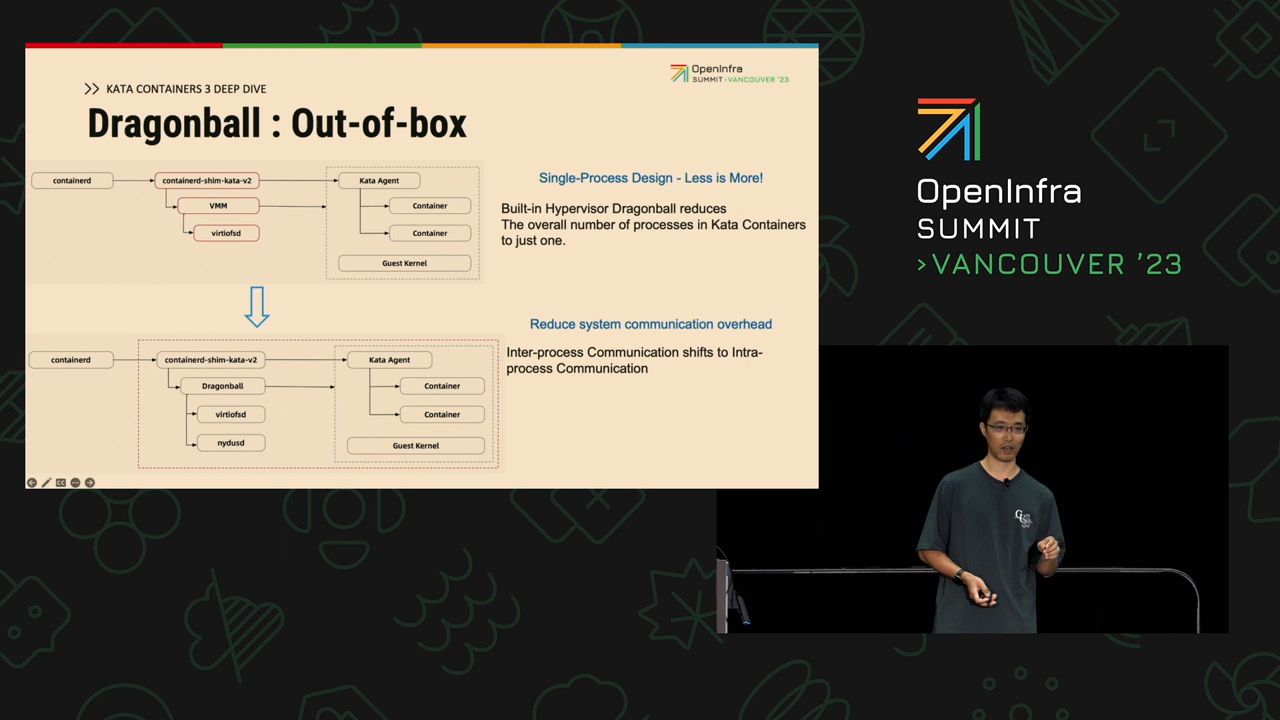 OpenInfra
SUMMIT >VANCOUVER '23
>> KATA CONTAINERS 3 DEEP DIVE
Dragonball : Out-of-box
containerd
containerd-shim-kata-v2
VMM
virtiofsd
Kata Agent
Container
Container
Guest Kernel
Single-Process Design - Less is More!
Built-in Hypervisor Dragonball reduces
The overall number of processes in Kata Containers
to just one.
containerd
containerd-shim-kata-v2
Dragonball
virtiofsd
nydusd
Kata Agent
Container
Container
Guest Kernel
Reduce system communication overhead
Inter-process Communication shifts to Intra-
process Communication
CC
OpenInfra
SUMMIT
>VANCOUVER '23